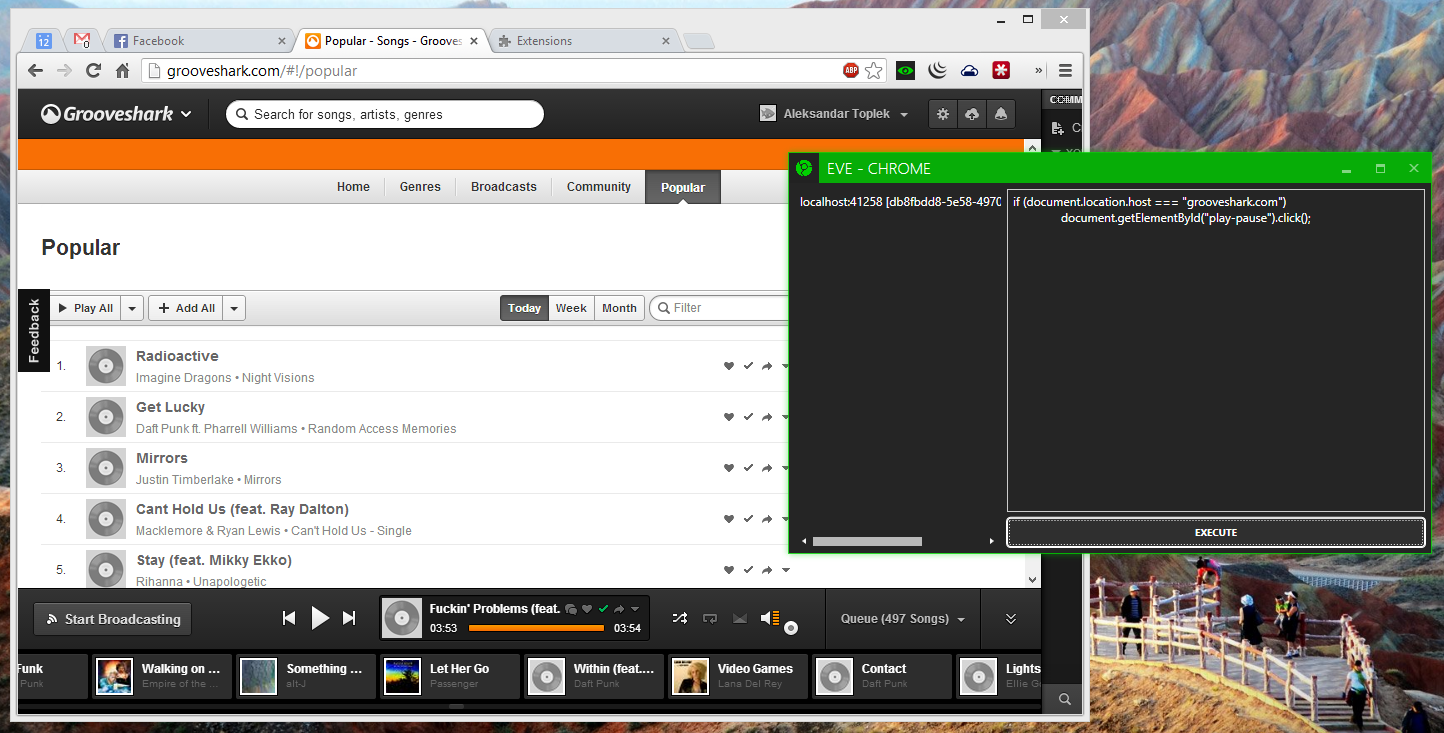 12
0
Facebook
Popular - Songs - Grooves
Extensions
grooveshark.com/#!/popular
ABP
Grooveshark
Search for songs, artists, genres
Aleksandar Toplek
COMM
Home
Genres
Broadcasts
Community
Popular
Popular
Feedback
Play All
Add All
Today
Week
Month
Filter
1.
Radioactive
Imagine Dragons • Night Visions
2.
Get Lucky
Daft Punk ft. Pharrell Williams • Random Access Memories
3.
Mirrors
Justin Timberlake • Mirrors
4.
Cant Hold Us (feat. Ray Dalton)
Macklemore & Ryan Lewis • Can't Hold Us - Single
5.
Stay (feat. Mikky Ekko)
Rihanna • Unapologetic
EVE - CHROME
localhost:41258 [db8fbdd8-5e58-4970
if (document.location.host === "grooveshark.com")
document.getElementById("play-pause").click();
EXECUTE
Start Broadcasting
Fuckin' Problems (feat.
03:53
03:54
Queue (497 Songs)
Funk
Punk
Walking on ...
Empire of the ...
Something ...
alt-J
Let Her Go
Passenger
Within (feat....
Daft Punk
Video Games
Lana Del Rey
Contact
Daft Punk
Lights
Ellie G